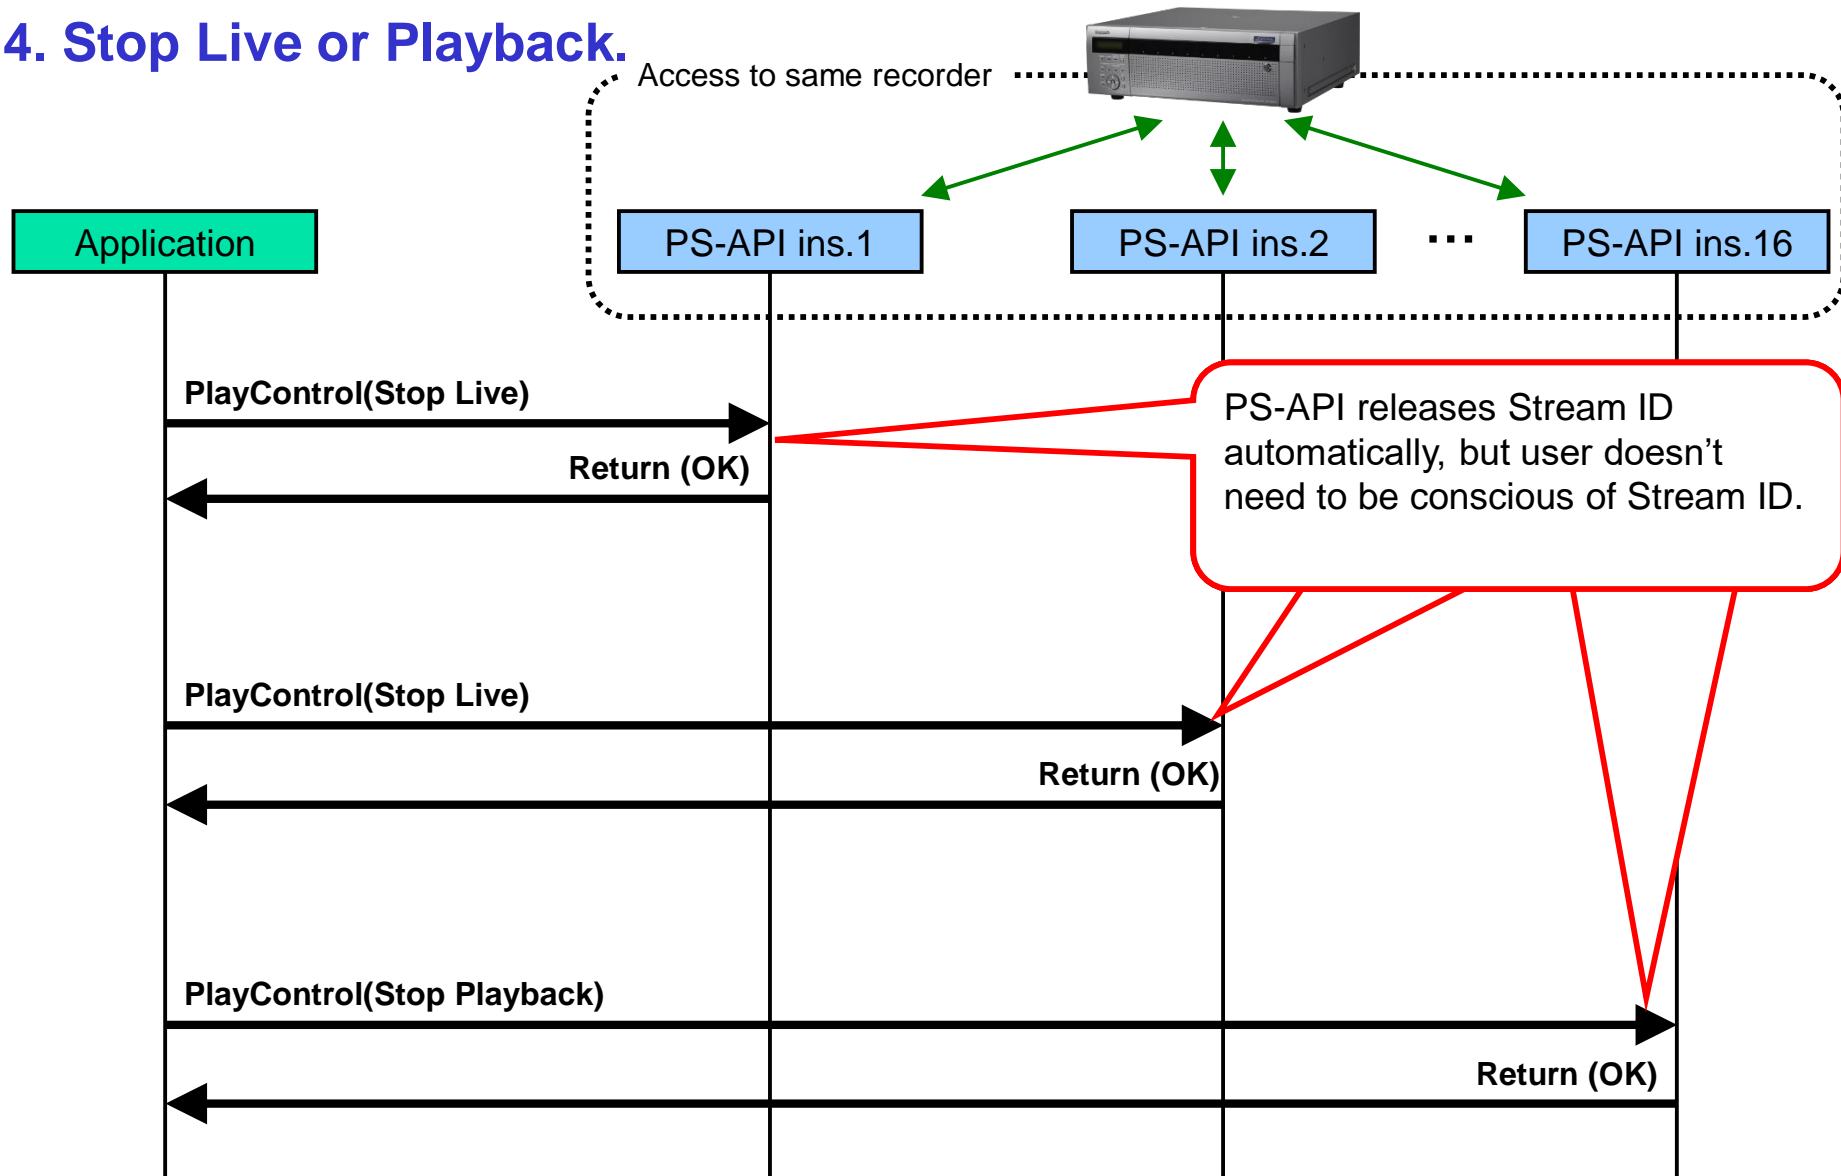 4. Stop Live or Playback.
Access to same recorder
Application
PS-API ins.1
PS-API ins.2
...
PS-API ins.16
PlayControl(Stop Live)
PS-API releases Stream ID
automatically, but user doesn’t
need to be conscious of Stream ID.
Return (OK)
PlayControl(Stop Live)
Return (OK)
PlayControl(Stop Playback)
Return (OK)